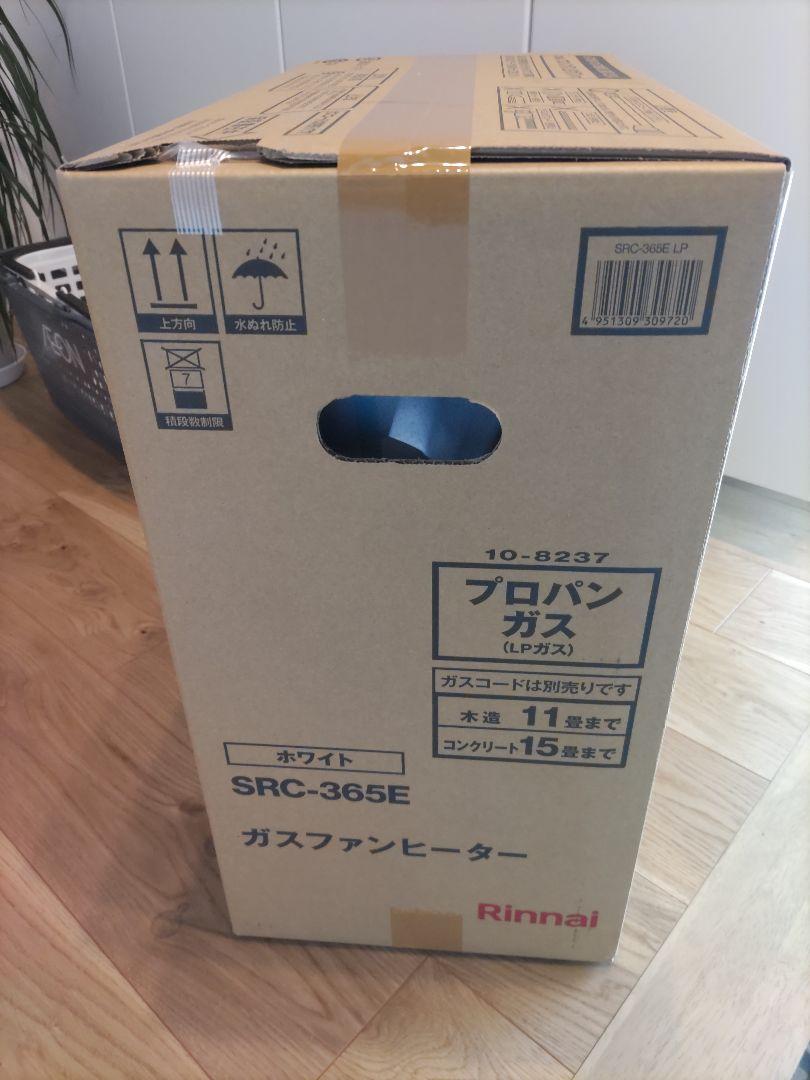 SRC-365E LP
4 951309 309720
上方向
水ぬれ防止
7
積段数制限
10-8237
プロパン
ガス
(LPガス)
ガスコードは別売りです
木造 11畳まで
コンクリート15畳まで
ホワイト
SRC-365E
ガスファンヒーター
Rinnai